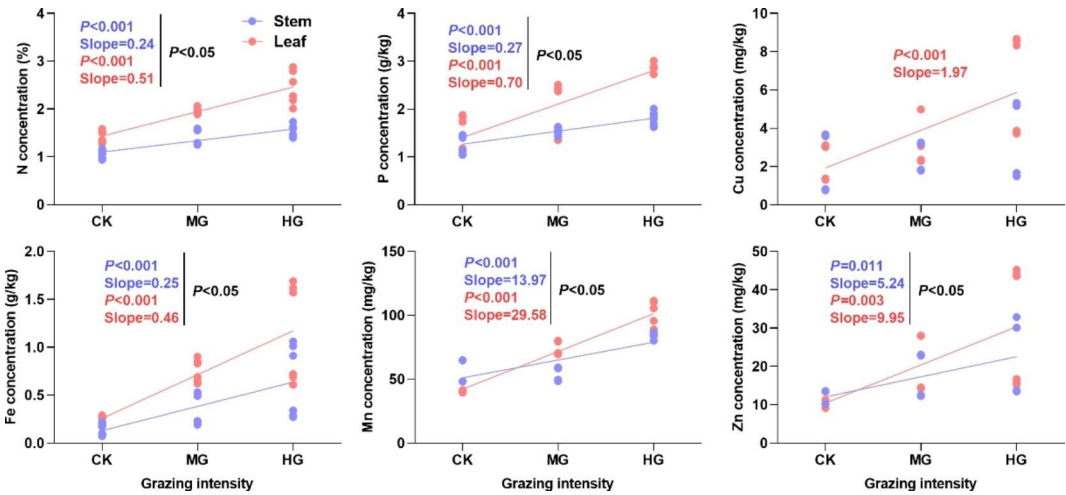 N concentration (%)
4
3
2
1
0
P<0.001
Slope=0.24
P<0.001
Slope=0.51
P<0.05
Stem
Leaf
CK MG HG
P concentration (g/kg)
4
3
2
1
0
P<0.001
Slope=0.27
P<0.001
Slope=0.70
P<0.05
CK MG HG
Cu concentration (mg/kg)
10
8
6
4
2
0
P<0.001
Slope=1.97
CK MG HG
Fe concentration (g/kg)
2.0
1.5
1.0
0.5
0.0
P<0.001
Slope=0.25
P<0.001
Slope=0.46
P<0.05
CK MG HG
Grazing intensity
Mn concentration (mg/kg)
150
100
50
0
P<0.001
Slope=13.97
P<0.001
Slope=29.58
P<0.05
CK MG HG
Grazing intensity
Zn concentration (mg/kg)
50
40
30
20
10
0
P=0.011
Slope=5.24
P=0.003
Slope=9.95
P<0.05
CK MG HG
Grazing intensity